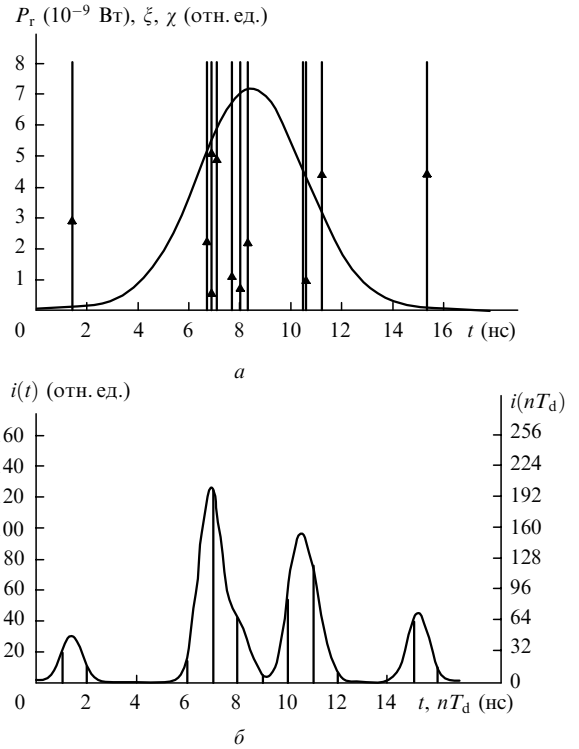 P_r (10⁻⁹ Вт), ξ, χ (отн. ед.)
8
7
6
5
4
3
2
1
0 2 4 6 8 10 12 14 16 t (нс)
а
i(t) (отн. ед.) i(nT_d)
60 256
40 224
20 192
00 160
80 128
60 96
40 64
20 32
0 2 4 6 8 10 12 14 t, nT_d (нс) 0
б